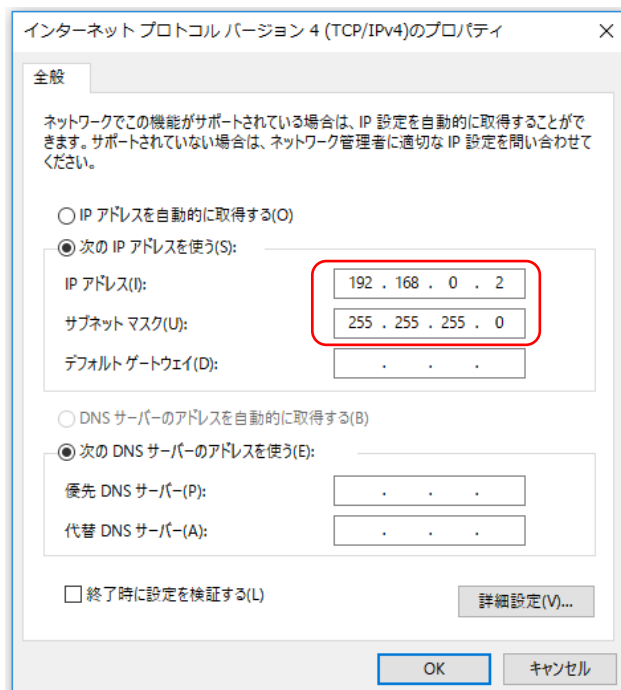 インターネット プロトコル バージョン 4 (TCP/IPv4)のプロパティ
全般
ネットワークでこの機能がサポートされている場合は、IP 設定を自動的に取得することがで
きます。サポートされていない場合は、ネットワーク管理者に適切な IP 設定を問い合わせて
ください。
IP アドレスを自動的に取得する(O)
次の IP アドレスを使う(S):
IP アドレス(I): 192 . 168 . 0 . 2
サブネット マスク(U): 255 . 255 . 255 . 0
デフォルト ゲートウェイ(D): . . .
DNS サーバーのアドレスを自動的に取得する(B)
次の DNS サーバーのアドレスを使う(E):
優先 DNS サーバー(P): . . .
代替 DNS サーバー(A): . . .
終了時に設定を検証する(L)
詳細設定(V)...
OK キャンセル